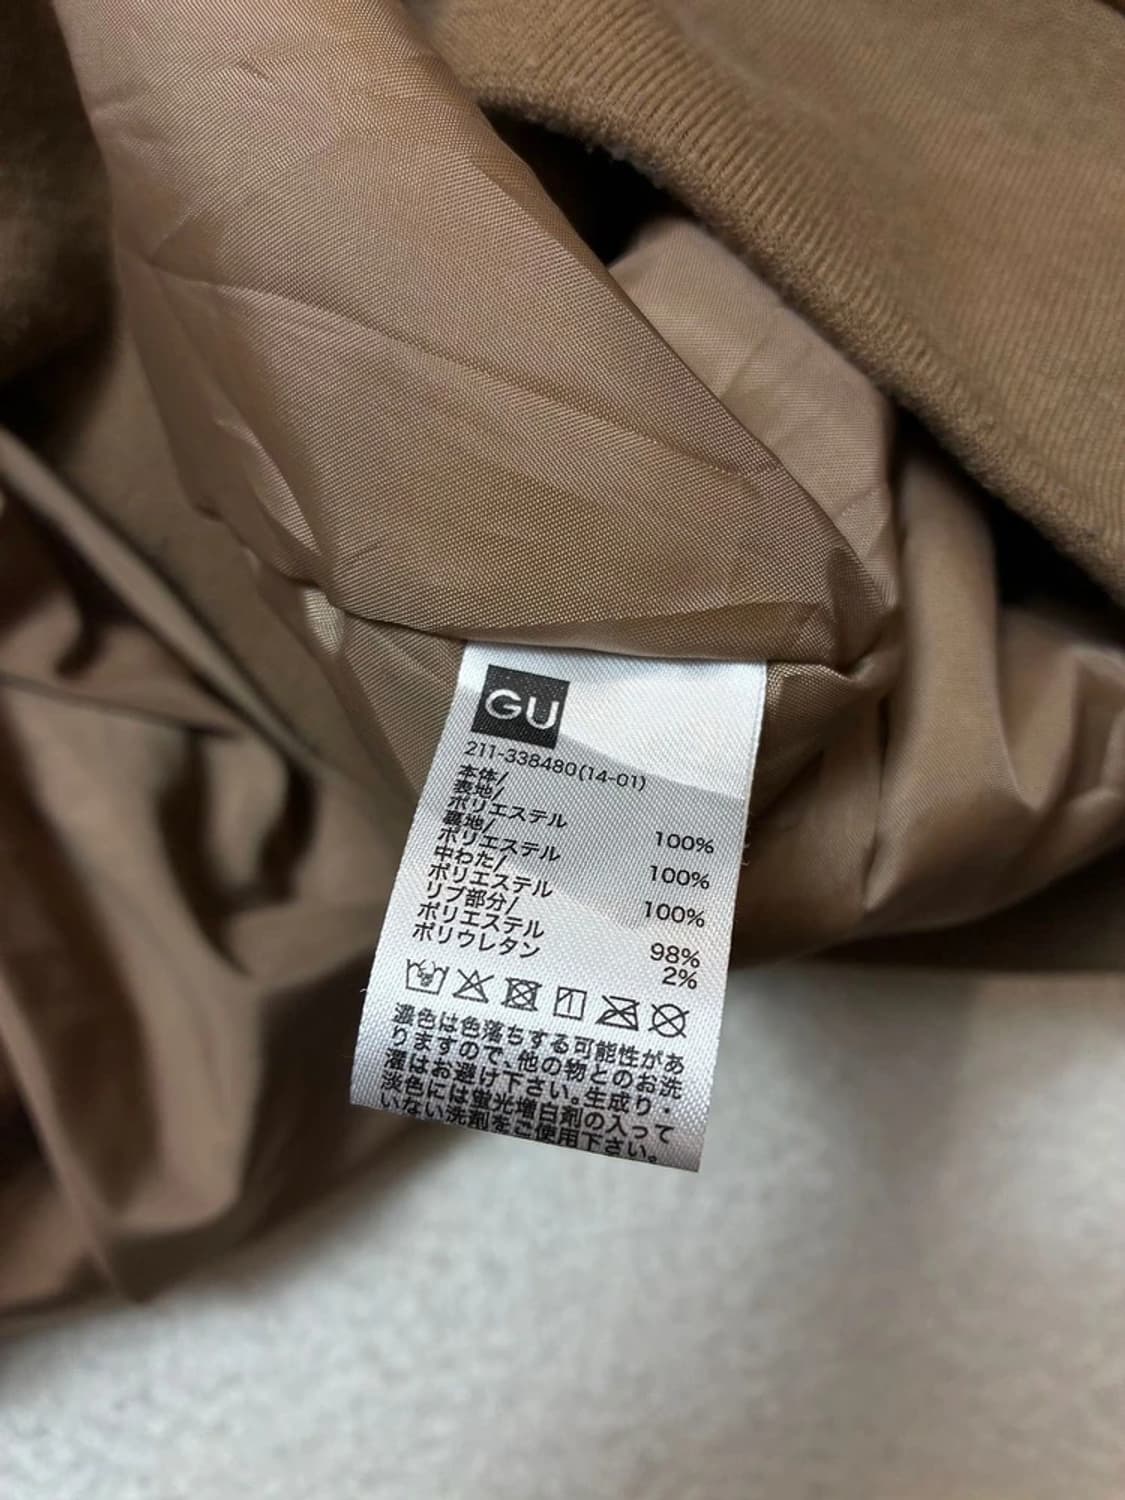 GU
211-338480(14-01)
本体/
表地/
ポリエステル 100%
裏地/
ポリエステル 100%
中わた/
ポリエステル 100%
リブ部分/
ポリエステル 98%
ポリウレタン 2%
濃色は色落ちする可能性があ
りますので、他の物とのお洗
濯はお避け下さい。生成り・
淡色には蛍光増白剤の入って
いない洗剤をご使用下さい。